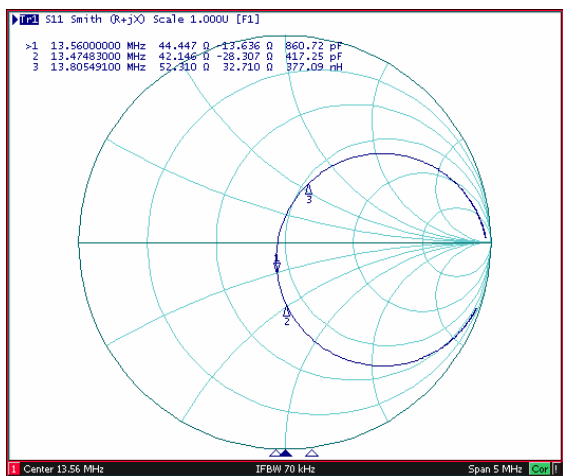 Tr1 S11 Smith (R+jX) Scale 1.000U [F1]
>1 13.56000000 MHz 44.447 Ω -13.636 Ω 860.72 pF
2 13.47483000 MHz 42.146 Ω -28.307 Ω 417.25 pF
3 13.80549100 MHz 52.310 Ω 32.710 Ω 377.09 nH
3
1
2
1 Center 13.56 MHz IFBW 70 kHz Span 5 MHz Cor !